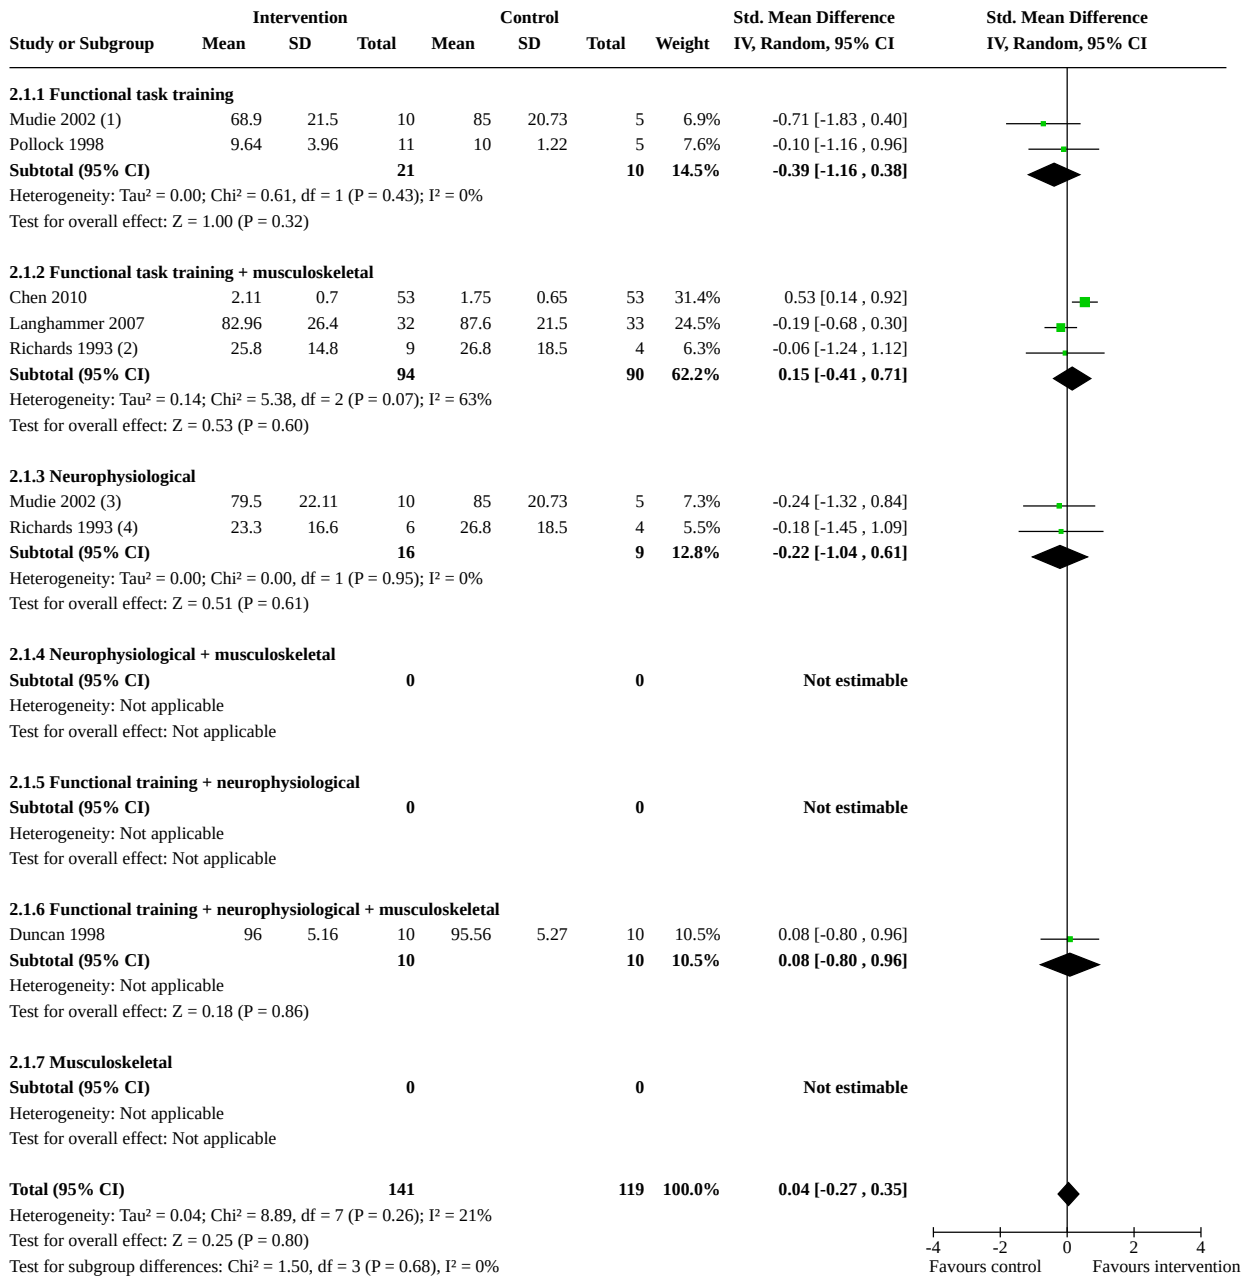 Intervention Control Std. Mean Difference Std. Mean Difference
Study or Subgroup Mean SD Total Mean SD Total Weight IV, Random, 95% CI IV, Random, 95% CI
2.1.1 Functional task training
Mudie 2002 (1) 68.9 21.5 10 85 20.73 5 6.9% -0.71 [-1.83 , 0.40]
Pollock 1998 9.64 3.96 11 10 1.22 5 7.6% -0.10 [-1.16 , 0.96]
Subtotal (95% CI) 21 10 14.5% -0.39 [-1.16 , 0.38]
Heterogeneity: Tau² = 0.00; Chi² = 0.61, df = 1 (P = 0.43); I² = 0%
Test for overall effect: Z = 1.00 (P = 0.32)
2.1.2 Functional task training + musculoskeletal
Chen 2010 2.11 0.7 53 1.75 0.65 53 31.4% 0.53 [0.14 , 0.92]
Langhammer 2007 82.96 26.4 32 87.6 21.5 33 24.5% -0.19 [-0.68 , 0.30]
Richards 1993 (2) 25.8 14.8 9 26.8 18.5 4 6.3% -0.06 [-1.24 , 1.12]
Subtotal (95% CI) 94 90 62.2% 0.15 [-0.41 , 0.71]
Heterogeneity: Tau² = 0.14; Chi² = 5.38, df = 2 (P = 0.07); I² = 63%
Test for overall effect: Z = 0.53 (P = 0.60)
2.1.3 Neurophysiological
Mudie 2002 (3) 79.5 22.11 10 85 20.73 5 7.3% -0.24 [-1.32 , 0.84]
Richards 1993 (4) 23.3 16.6 6 26.8 18.5 4 5.5% -0.18 [-1.45 , 1.09]
Subtotal (95% CI) 16 9 12.8% -0.22 [-1.04 , 0.61]
Heterogeneity: Tau² = 0.00; Chi² = 0.00, df = 1 (P = 0.95); I² = 0%
Test for overall effect: Z = 0.51 (P = 0.61)
2.1.4 Neurophysiological + musculoskeletal
Subtotal (95% CI) 0 0 Not estimable
Heterogeneity: Not applicable
Test for overall effect: Not applicable
2.1.5 Functional training + neurophysiological
Subtotal (95% CI) 0 0 Not estimable
Heterogeneity: Not applicable
Test for overall effect: Not applicable
2.1.6 Functional training + neurophysiological + musculoskeletal
Duncan 1998 96 5.16 10 95.56 5.27 10 10.5% 0.08 [-0.80 , 0.96]
Subtotal (95% CI) 10 10 10.5% 0.08 [-0.80 , 0.96]
Heterogeneity: Not applicable
Test for overall effect: Z = 0.18 (P = 0.86)
2.1.7 Musculoskeletal
Subtotal (95% CI) 0 0 Not estimable
Heterogeneity: Not applicable
Test for overall effect: Not applicable
Total (95% CI) 141 119 100.0% 0.04 [-0.27 , 0.35]
Heterogeneity: Tau² = 0.04; Chi² = 8.89, df = 7 (P = 0.26); I² = 21%
Test for overall effect: Z = 0.25 (P = 0.80)
Test for subgroup differences: Chi² = 1.50, df = 3 (P = 0.68), I² = 0%
-4 -2 0 2 4
Favours control Favours intervention